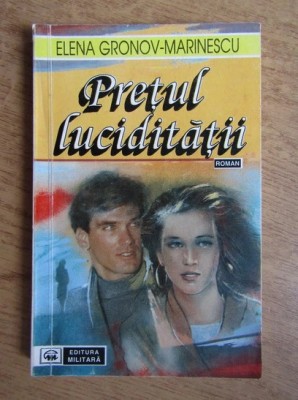 ELENA GRONOV-MARINESCU
Prețul
lucidității
ROMAN
EDITURA
MILITARĂ